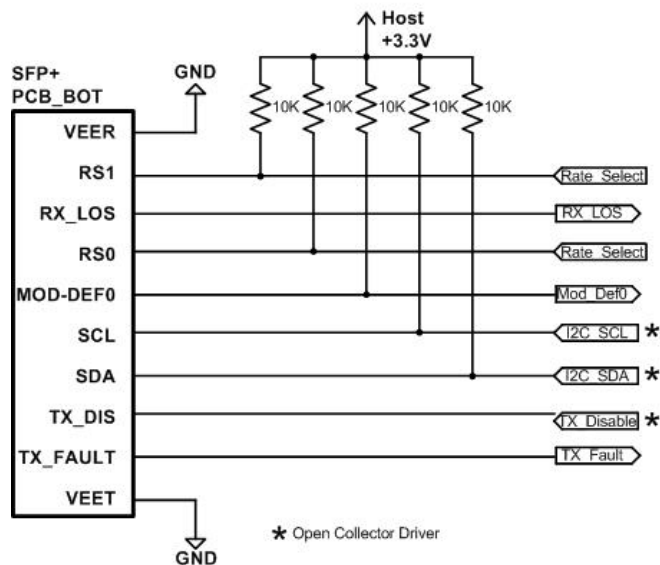 Host
+3.3V
SFP+
PCB_BOT
GND
10K 10K 10K 10K 10K
VEER
RS1 Rate_Select
RX_LOS RX_LOS
RS0 Rate_Select
MOD-DEF0 Mod_Def0
SCL I2C_SCL *
SDA I2C_SDA *
TX_DIS TX_Disable *
TX_FAULT TX_Fault
VEET
GND
* Open Collector Driver